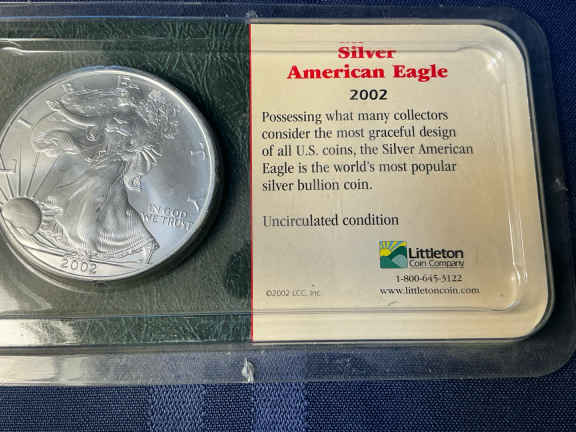 LIBERTY
IN GOD
WE TRUST
2002
Silver
American Eagle
2002
Possessing what many collectors
consider the most graceful design
of all U.S. coins, the Silver American
Eagle is the world's most popular
silver bullion coin.
Uncirculated condition
Littleton
Coin Company
1-800-645-3122
©2002 LCC, Inc.
www.littletoncoin.com